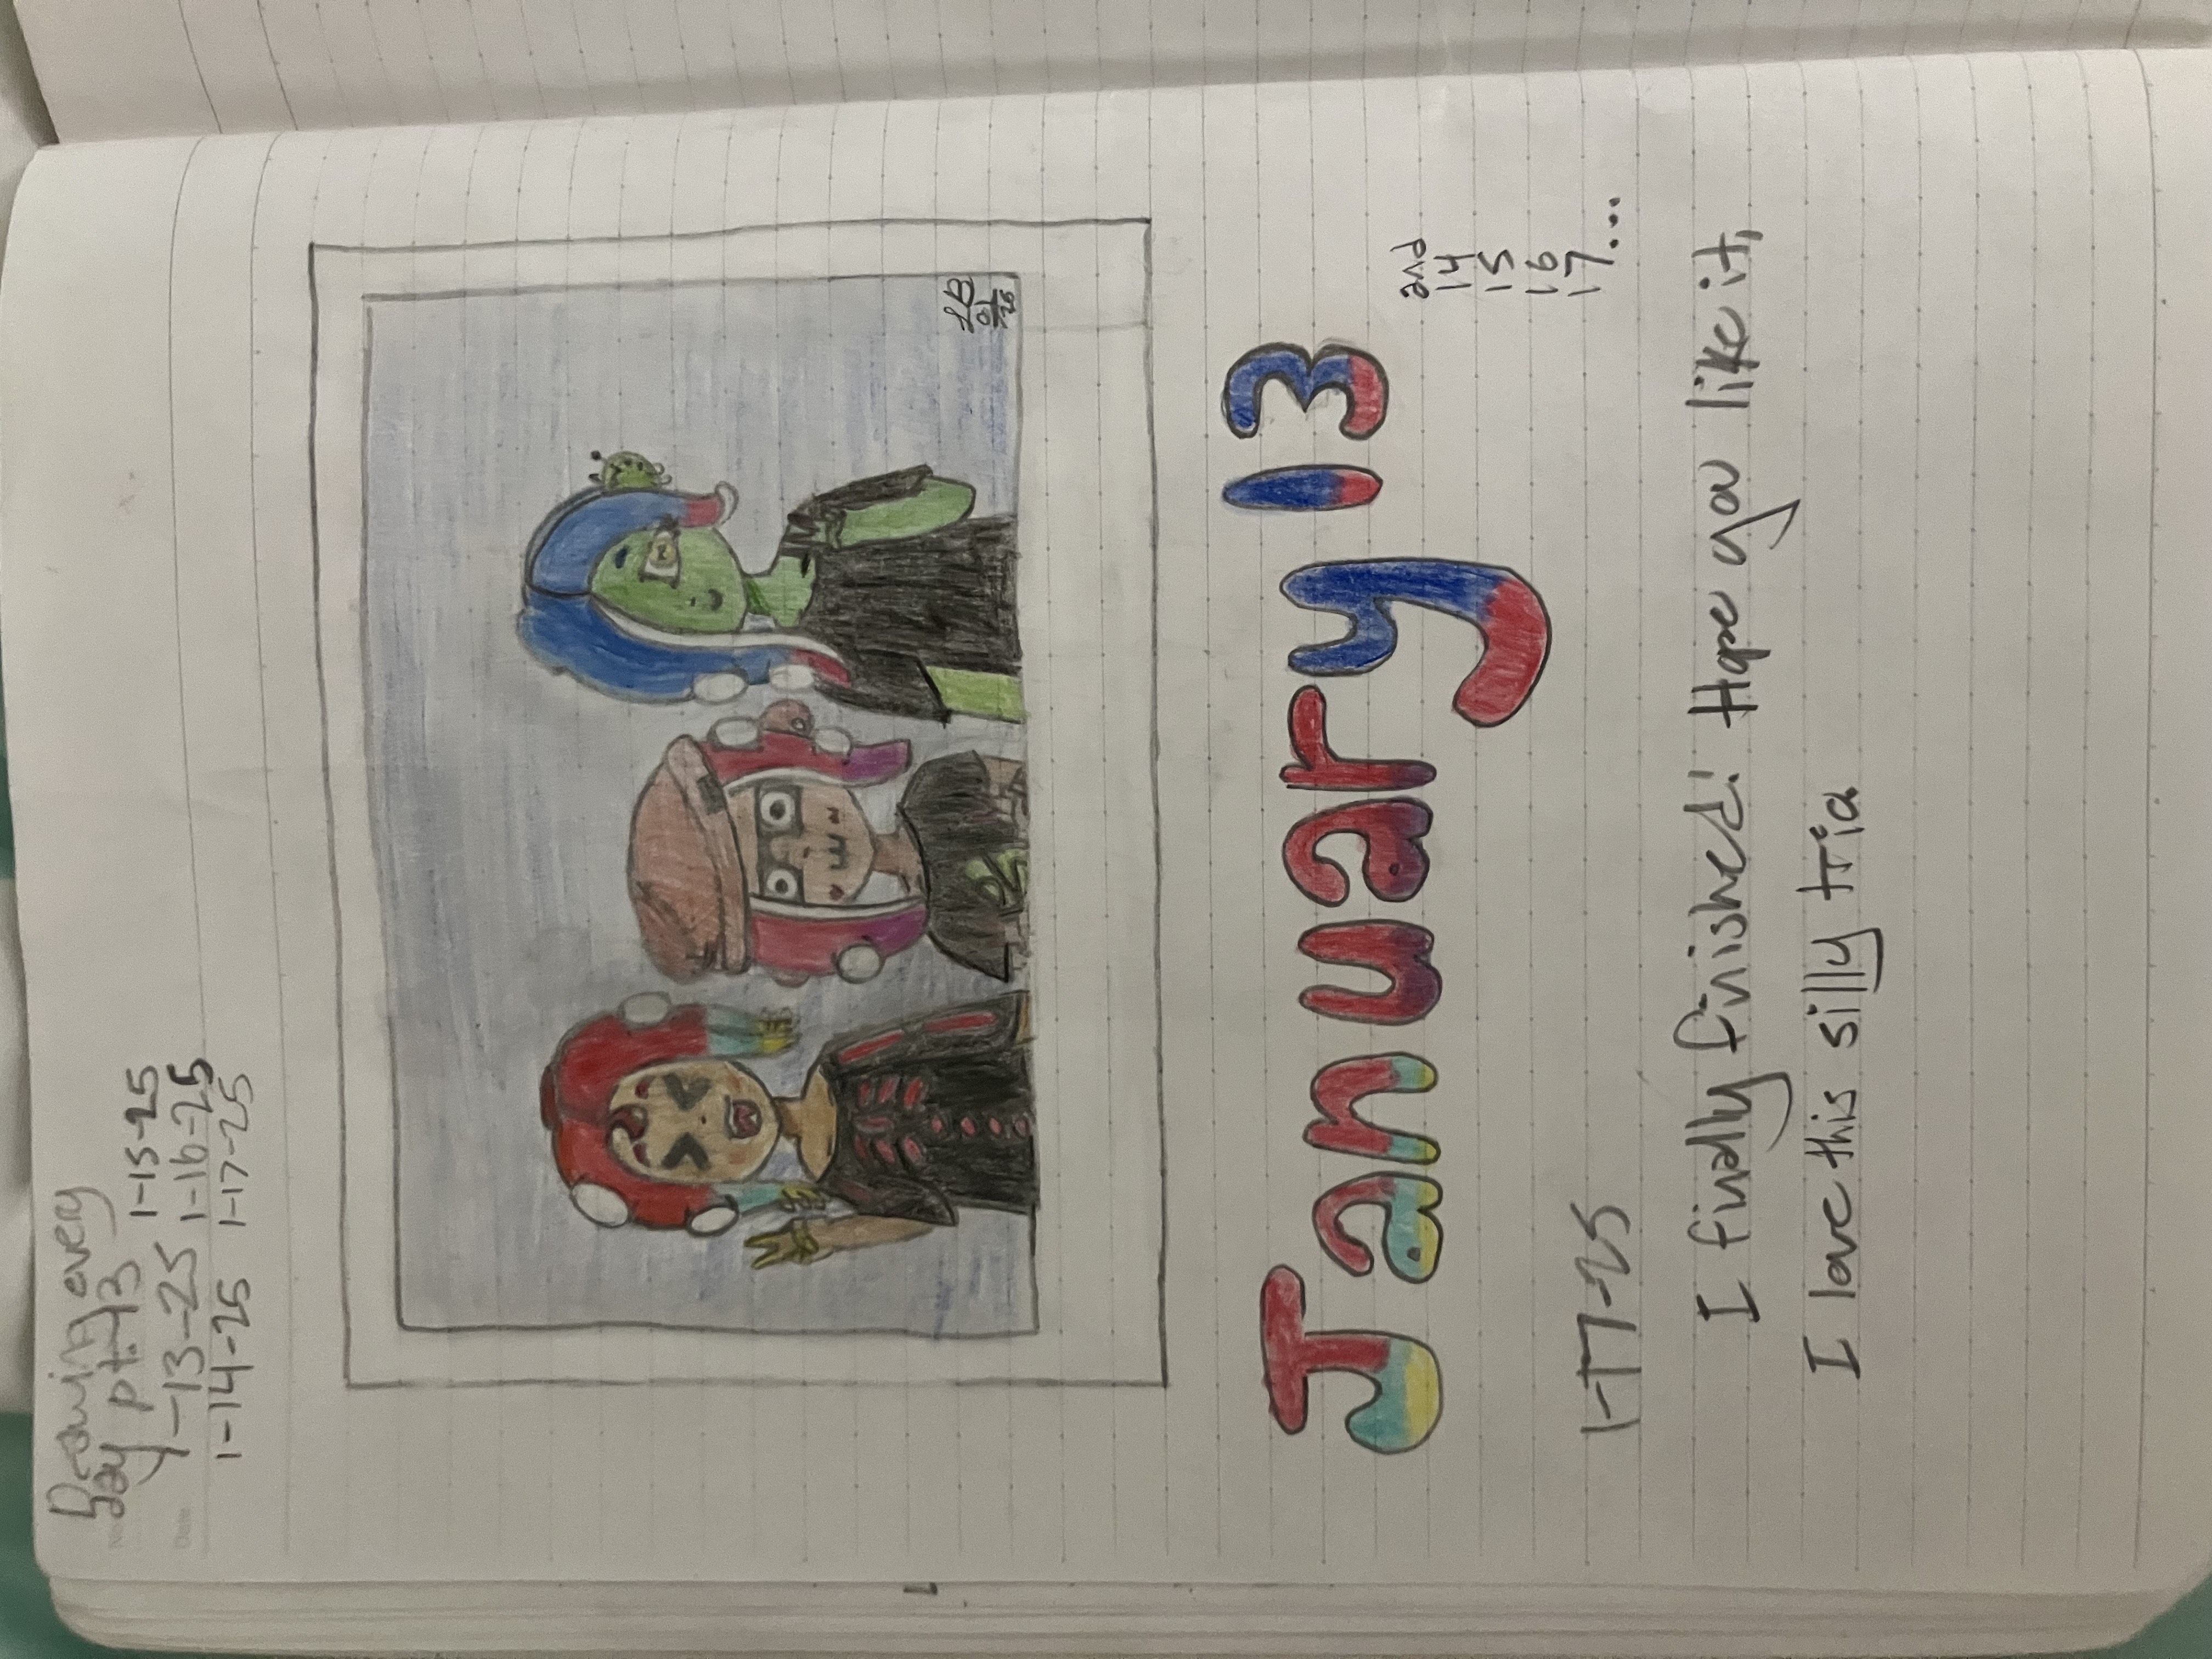 Drawing every
day pt. 13
1-13-25
1-14-25
1-15-25
1-16-25
1-17-25
No.
Date
LB
01
25
January 13
and
14
15
16
17...
1-17-25
I finally finished! Hope you like it,
I love this silly trio